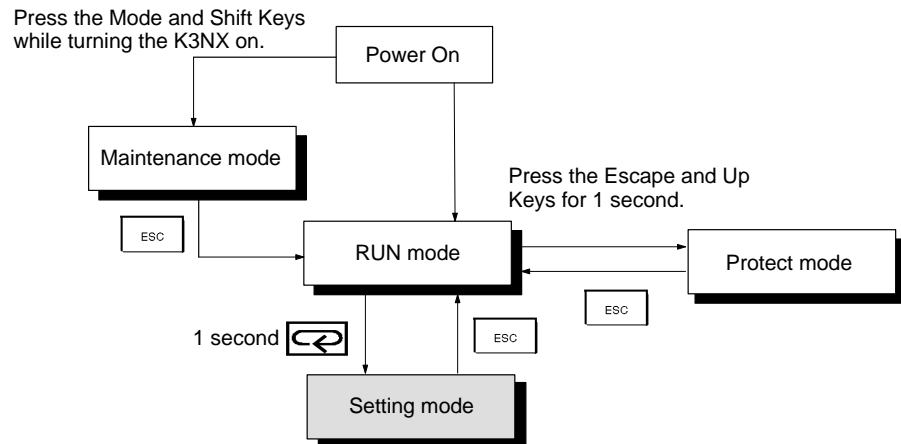 Press the Mode and Shift Keys
while turning the K3NX on.
Power On
Maintenance mode
Press the Escape and Up
Keys for 1 second.
ESC
RUN mode
Protect mode
ESC
1 second
ESC
Setting mode